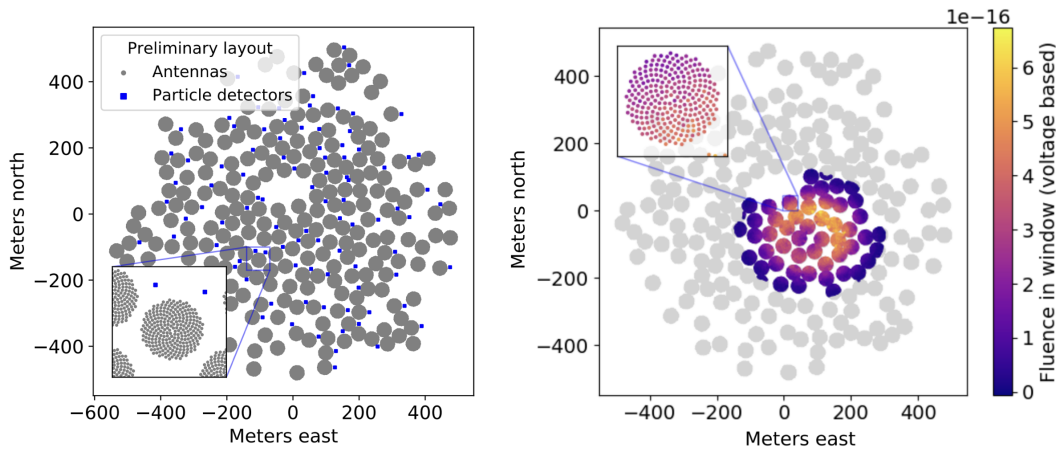 1e−16
Preliminary layout
Antennas
Particle detectors
400
200
0
−200
−400
−600 −400 −200 0 200 400
Meters east
Meters north
400
200
0
−200
−400
−400 −200 0 200 400
Meters east
Meters north
6
5
4
3
2
1
0
Fluence in window (voltage based)